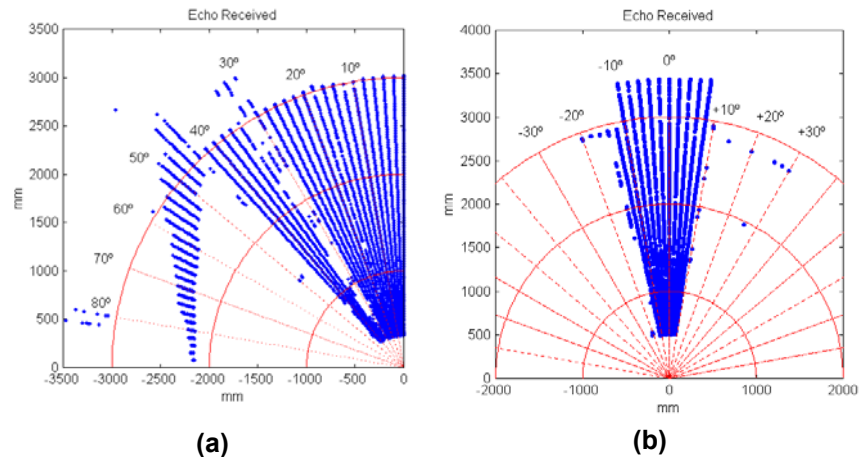 Echo Received
3500
3000
2500
2000
1500
1000
500
0
mm
-3500 -3000 -2500 -2000 -1500 -1000 -500 0
mm
10º
20º
30º
40º
50º
60º
70º
80º
(a)
Echo Received
4000
3500
3000
2500
2000
1500
1000
500
0
mm
-2000 -1000 0 1000 2000
mm
-30º
-20º
-10º
0º
+10º
+20º
+30º
(b)